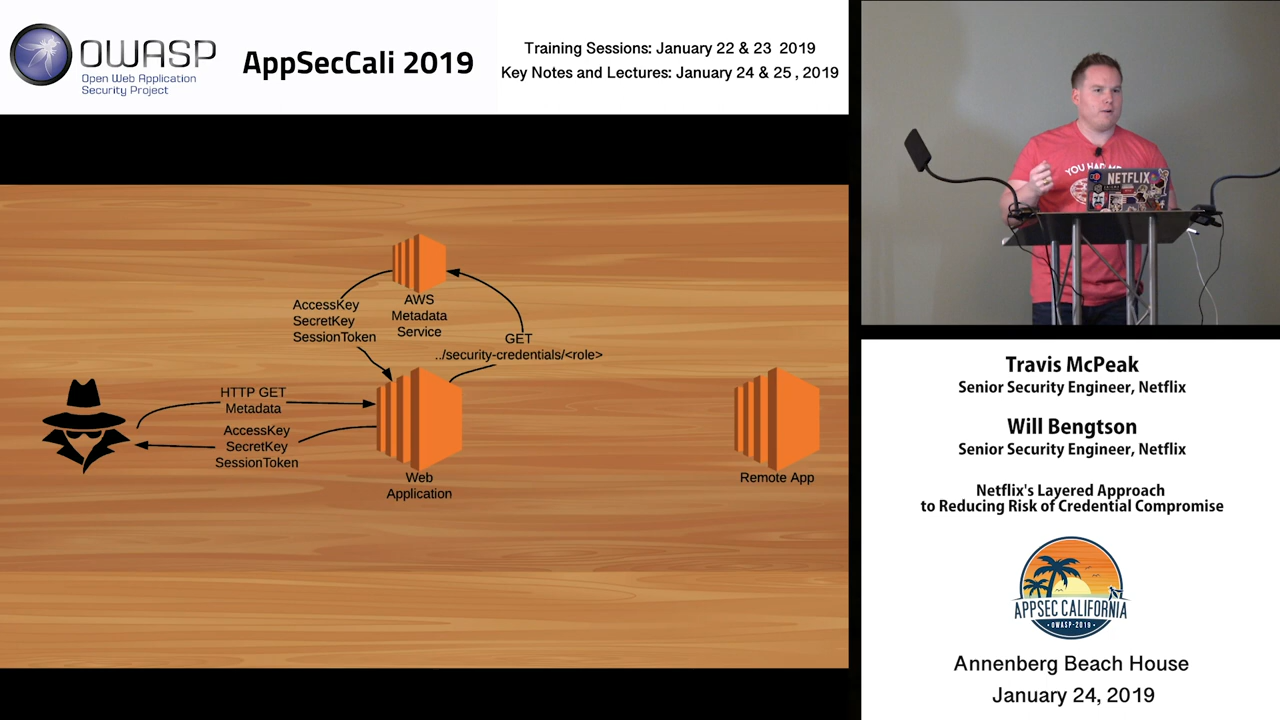 OWASP
Open Web Application
Security Project
AppSecCali 2019
Training Sessions: January 22 & 23 2019
Key Notes and Lectures: January 24 & 25 , 2019
AccessKey
SecretKey
SessionToken
AWS
Metadata
Service
GET
../security-credentials/<role>
HTTP GET
Metadata
AccessKey
SecretKey
SessionToken
Web
Application
Remote App
YOU HAD
NETFLIX
Travis McPeak
Senior Security Engineer, Netflix
Will Bengtson
Senior Security Engineer, Netflix
Netflix's Layered Approach
to Reducing Risk of Credential Compromise
APPSEC CALIFORNIA
OWASP-2019
Annenberg Beach House
January 24, 2019